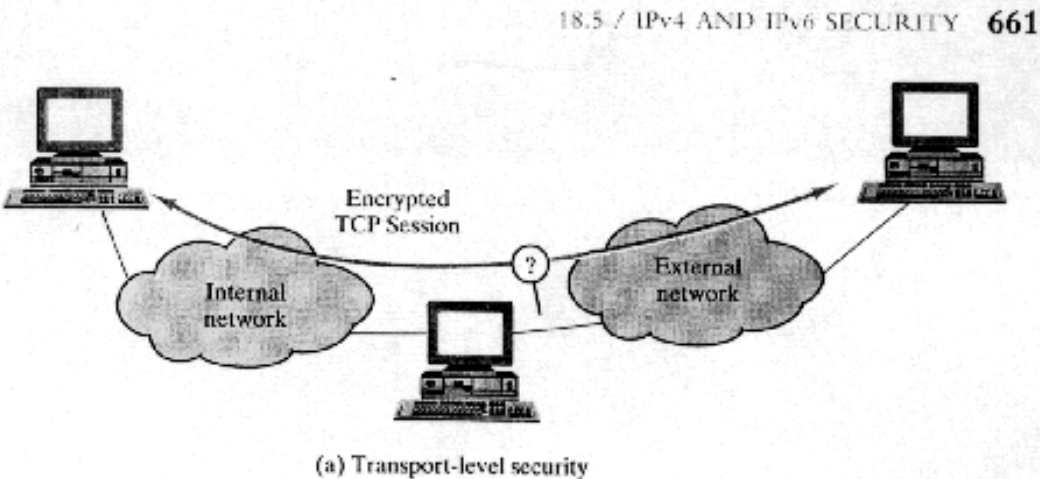 18.5 / IPv4 AND IPv6 SECURITY 661
Encrypted
TCP Session
?
Internal
network
External
network
(a) Transport-level security